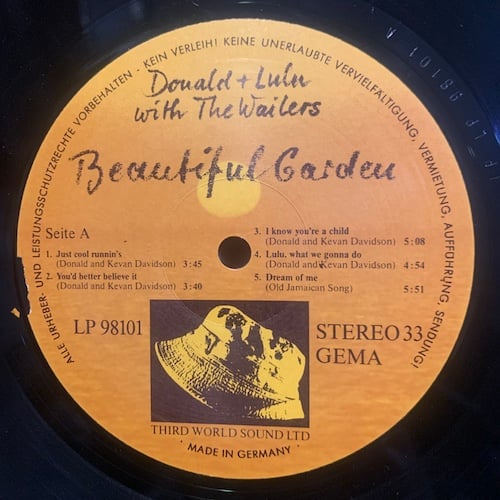 ALLE URHEBER- UND LEISTUNGSSCHUTZRECHTE VORBEHALTEN - KEIN VERLEIH! KEINE UNERLAUBTE VERVIELFÄLTIGUNG, VERMIETUNG, AUFFÜHRUNG, SENDUNG!
Donald + Lulu
with The Wailers
Beautiful Garden
Seite A
1. Just cool runnin's
(Donald and Kevan Davidson) 3:45
2. You'd better believe it
(Donald and Kevan Davidson) 3:40
3. I know you're a child
(Donald and Kevan Davidson) 5:08
4. Lulu, what we gonna do
(Donald and Kevan Davidson) 4:54
5. Dream of me
(Old Jamaican Song) 5:51
LP 98101
STEREO 33
GEMA
THIRD WORLD SOUND LTD
· MADE IN GERMANY ·